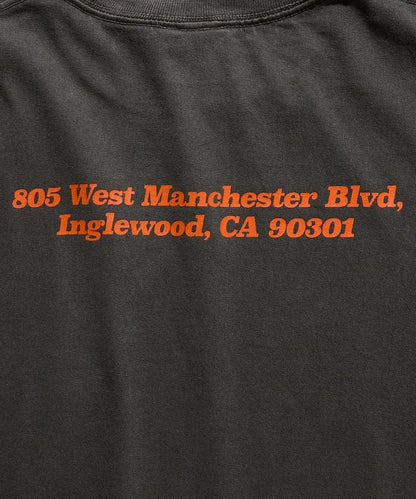 805 West Manchester Blvd,
Inglewood, CA 90301